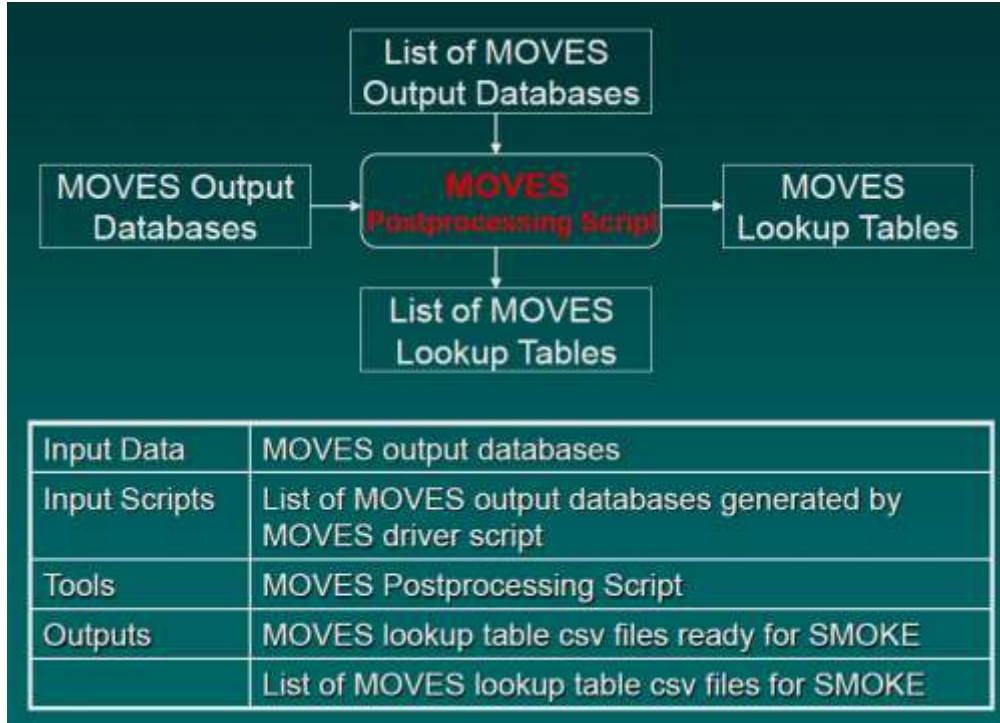 List of MOVES
Output Databases
MOVES Output
Databases
MOVES
Postprocessing Script
MOVES
Lookup Tables
List of MOVES
Lookup Tables
Input Data
MOVES output databases
Input Scripts
List of MOVES output databases generated by
MOVES driver script
Tools
MOVES Postprocessing Script
Outputs
MOVES lookup table csv files ready for SMOKE
List of MOVES lookup table csv files for SMOKE